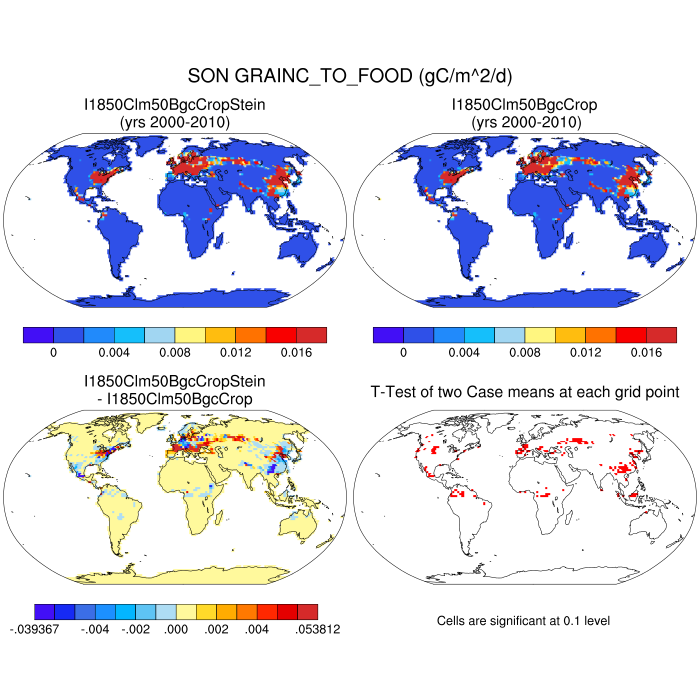 SON GRAINC_TO_FOOD (gC/m^2/d)
I1850Clm50BgcCropStein
(yrs 2000-2010)
I1850Clm50BgcCrop
(yrs 2000-2010)
0 0.004 0.008 0.012 0.016
0 0.004 0.008 0.012 0.016
I1850Clm50BgcCropStein
- I1850Clm50BgcCrop
T-Test of two Case means at each grid point
-.039367 -.004 -.002 .000 .002 .004 .053812
Cells are significant at 0.1 level